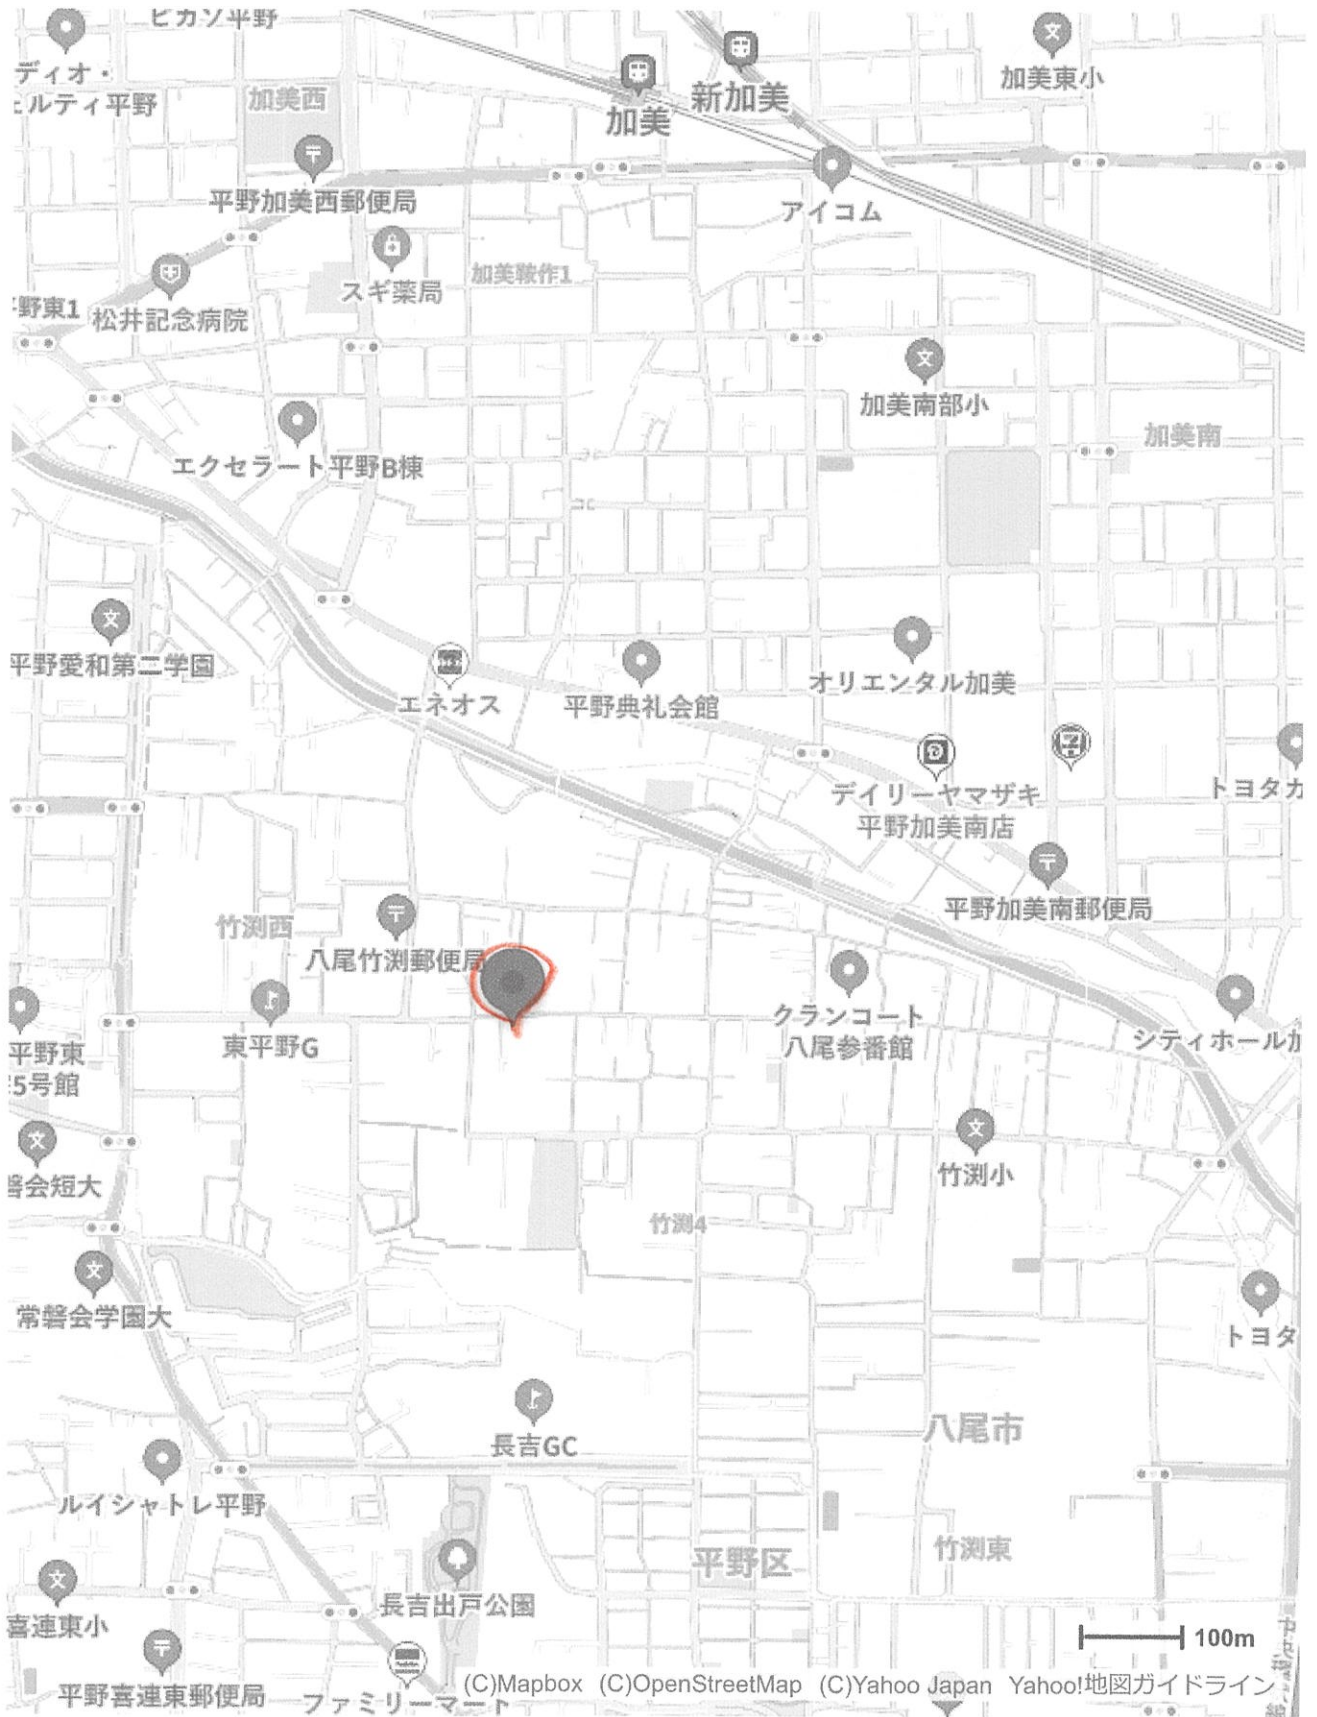 ピカソ平野
ディオ・
ェルティ平野
加美西
加美
新加美
加美東小
平野加美西郵便局
アイコム
スギ薬局
加美鞍作1
野東1
松井記念病院
加美南部小
加美南
エクセラート平野B棟
平野愛和第二学園
エネオス
平野典礼会館
オリエンタル加美
デイリーヤマザキ
平野加美南店
トヨタカ
平野加美南郵便局
竹渕西
八尾竹渕郵便局
東平野G
クランコート
八尾参番館
シティホール加
平野東
5号館
磐会短大
竹渕小
竹渕4
常磐会学園大
トヨタ
長吉GC
八尾市
ルイシャトレ平野
平野区
竹渕東
長吉出戸公園
喜連東小
100m
平野喜連東郵便局
ファミリーマート
(C)Mapbox (C)OpenStreetMap (C)Yahoo Japan Yahoo!地図ガイドライン